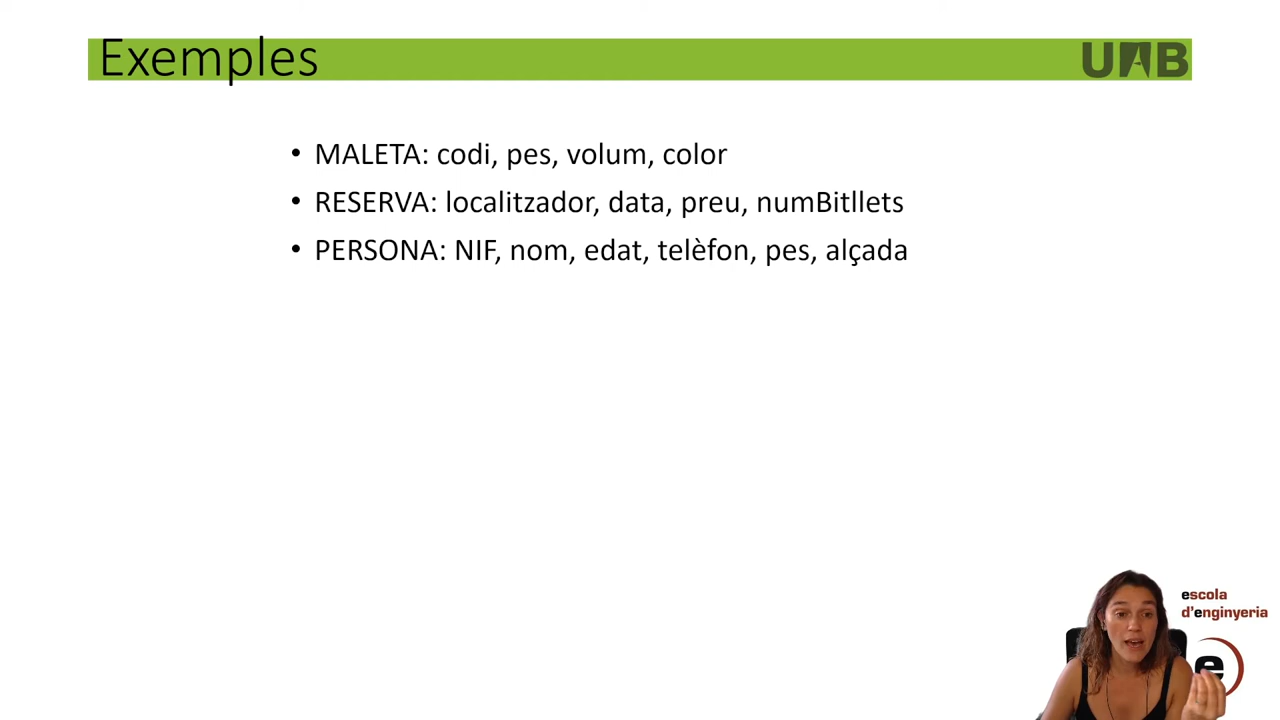 Exemples
UAB
• MALETA: codi, pes, volum, color
• RESERVA: localitzador, data, preu, numBitllets
• PERSONA: NIF, nom, edat, telèfon, pes, alçada
escola
d'enginyeria
e